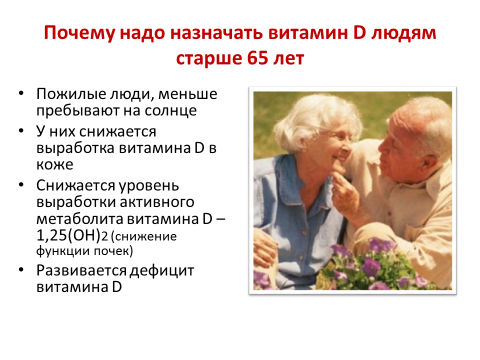 Почему надо назначать витамин D людям
старше 65 лет
• Пожилые люди, меньше
пребывают на солнце
• У них снижается
выработка витамина D в
коже
• Снижается уровень
выработки активного
метаболита витамина D –
1,25(ОН)2 (снижение
функции почек)
• Развивается дефицит
витамина D